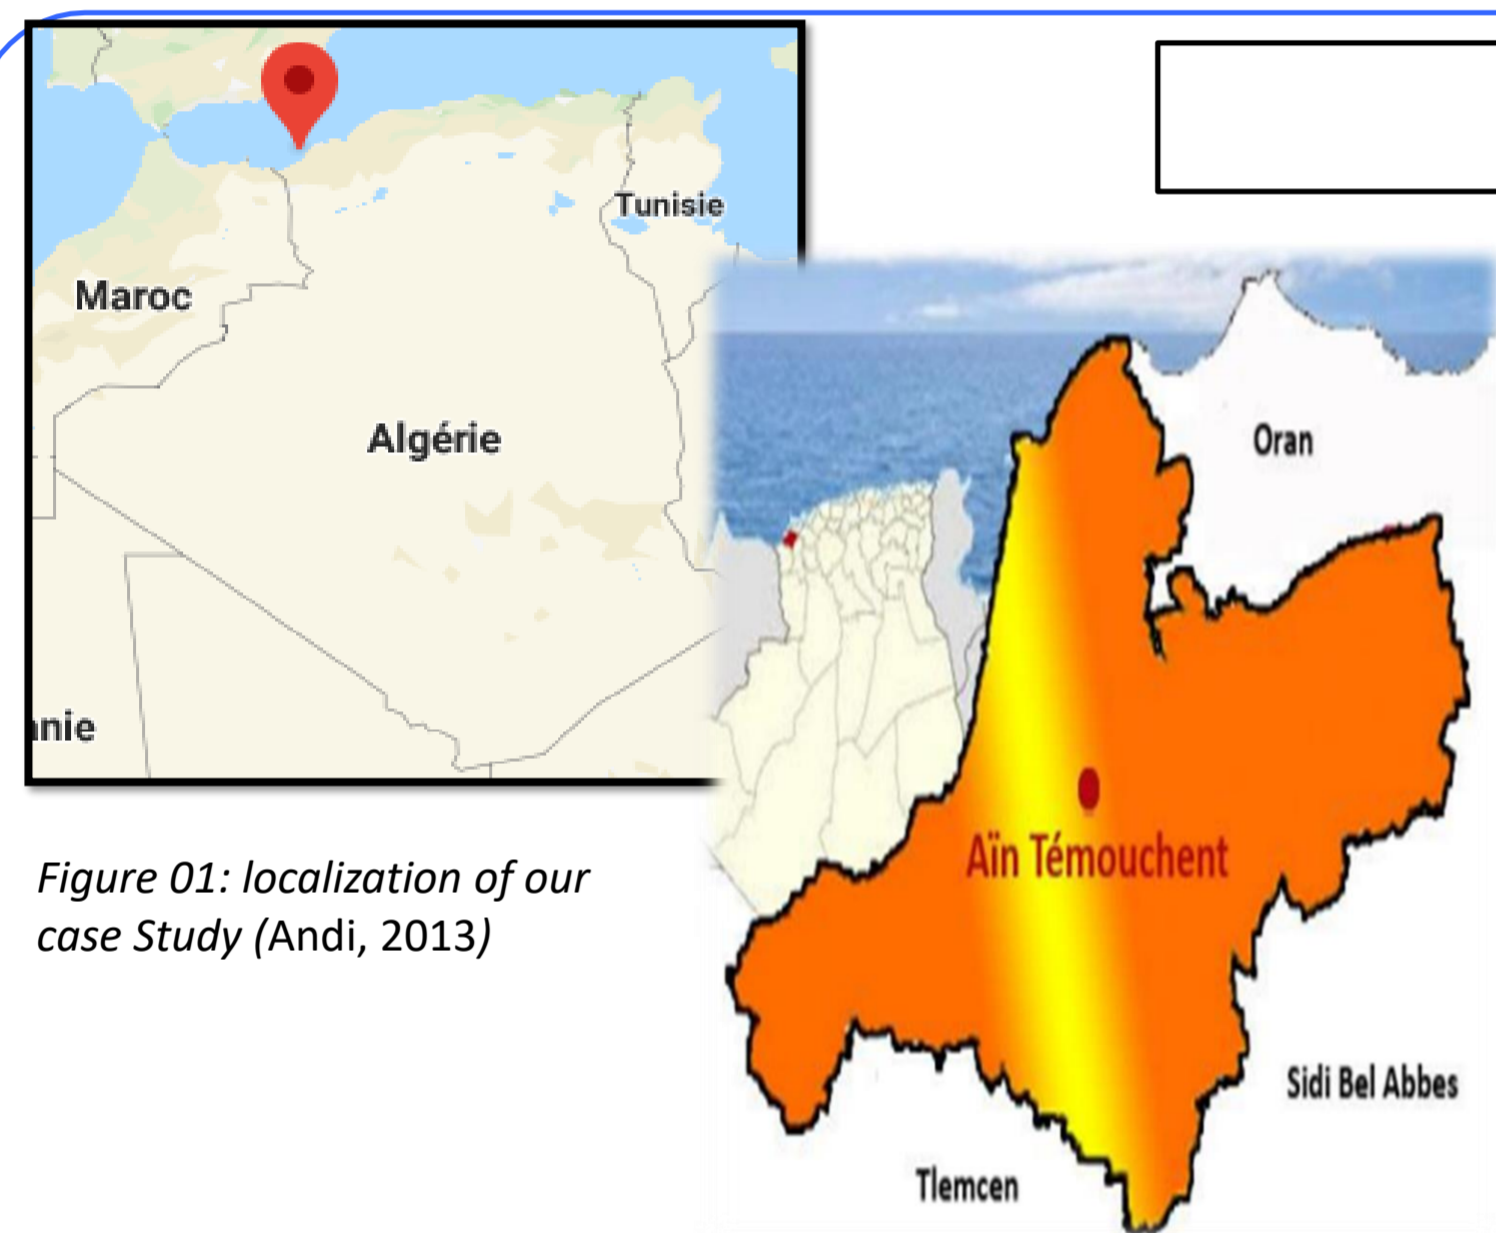 Tunisie
Maroc
Algérie
nie
Oran
Aïn Témouchent
Sidi Bel Abbes
Tlemcen
Figure 01: localization of our
case Study (Andi, 2013)